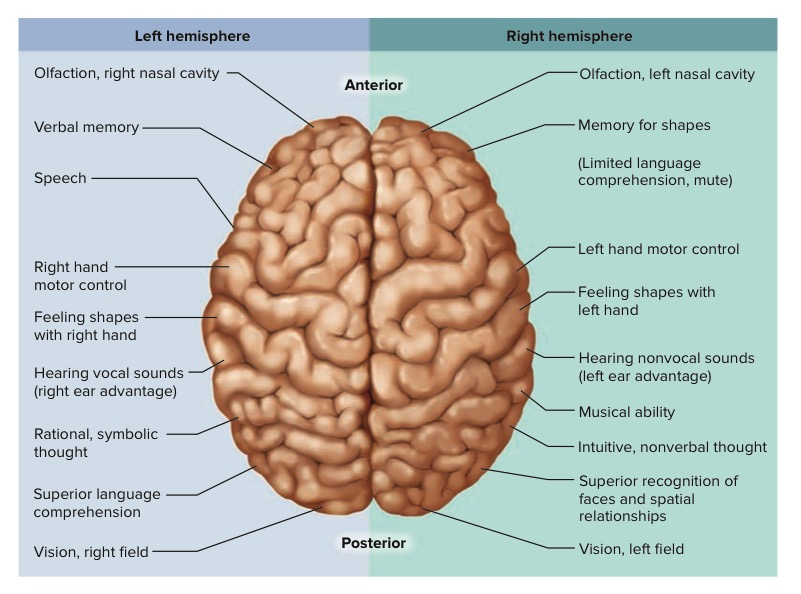 Left hemisphere
Right hemisphere
Anterior
Olfaction, right nasal cavity
Verbal memory
Speech
Right hand
motor control
Feeling shapes
with right hand
Hearing vocal sounds
(right ear advantage)
Rational, symbolic
thought
Superior language
comprehension
Vision, right field
Olfaction, left nasal cavity
Memory for shapes
(Limited language
comprehension, mute)
Left hand motor control
Feeling shapes with
left hand
Hearing nonvocal sounds
(left ear advantage)
Musical ability
Intuitive, nonverbal thought
Superior recognition of
faces and spatial
relationships
Vision, left field
Posterior